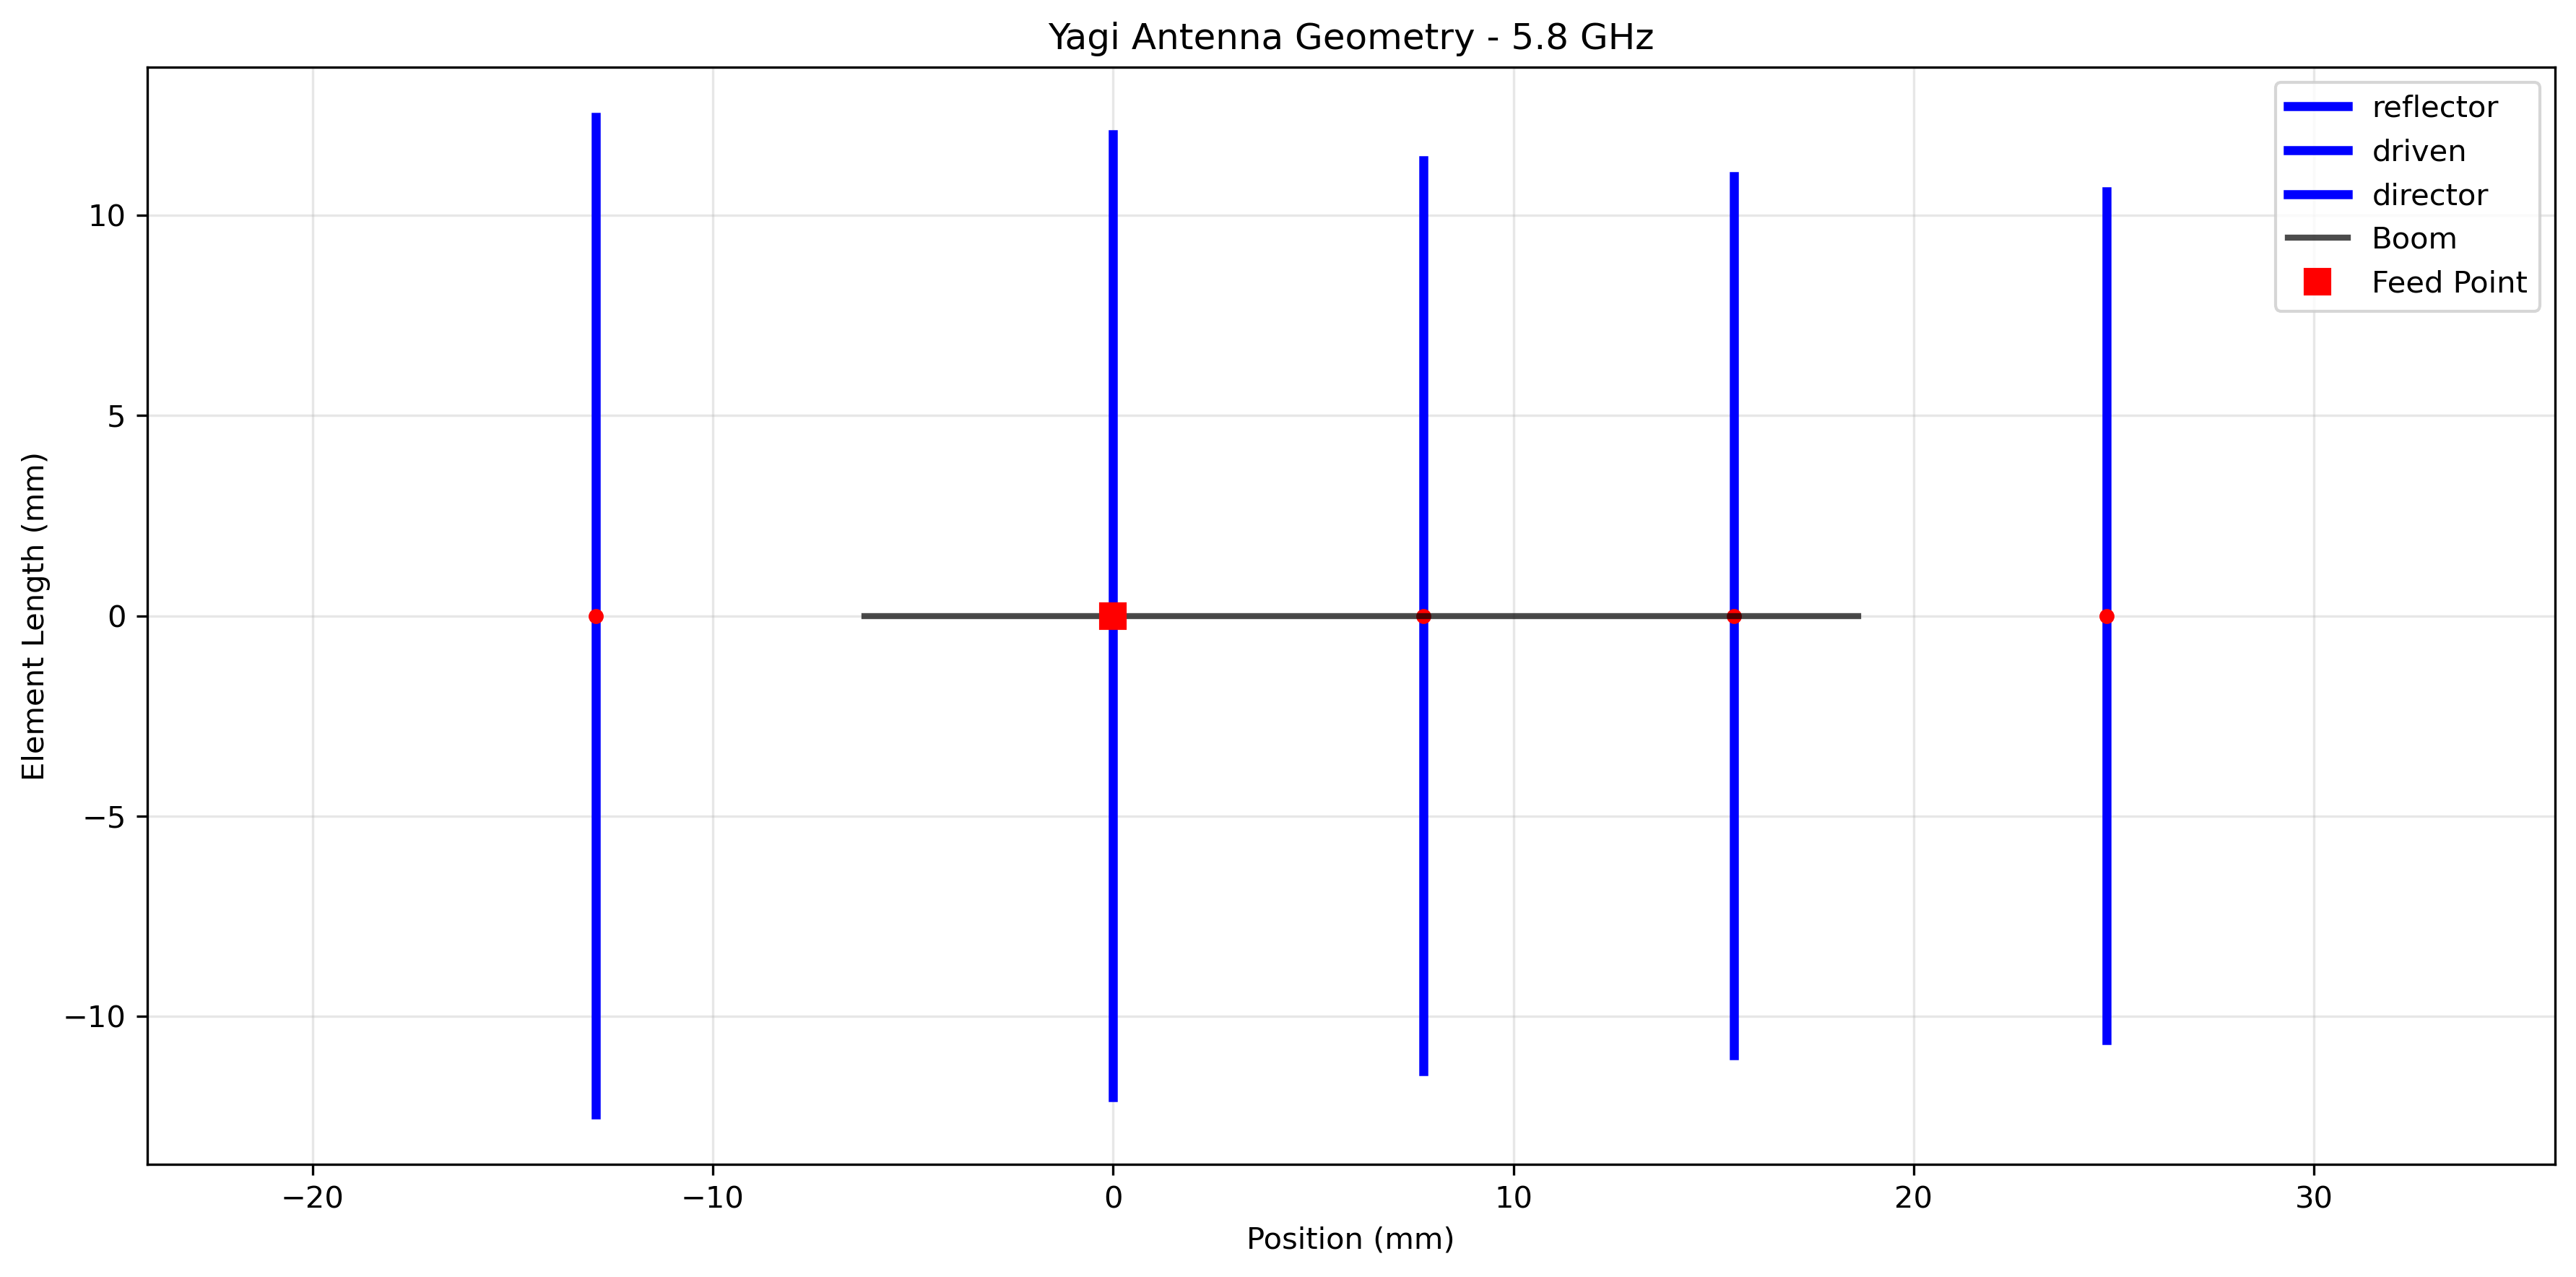 Yagi Antenna Geometry - 5.8 GHz
reflector
driven
director
Boom
Feed Point
10
5
0
−5
−10
Element Length (mm)
−20
−10
0
10
20
30
Position (mm)